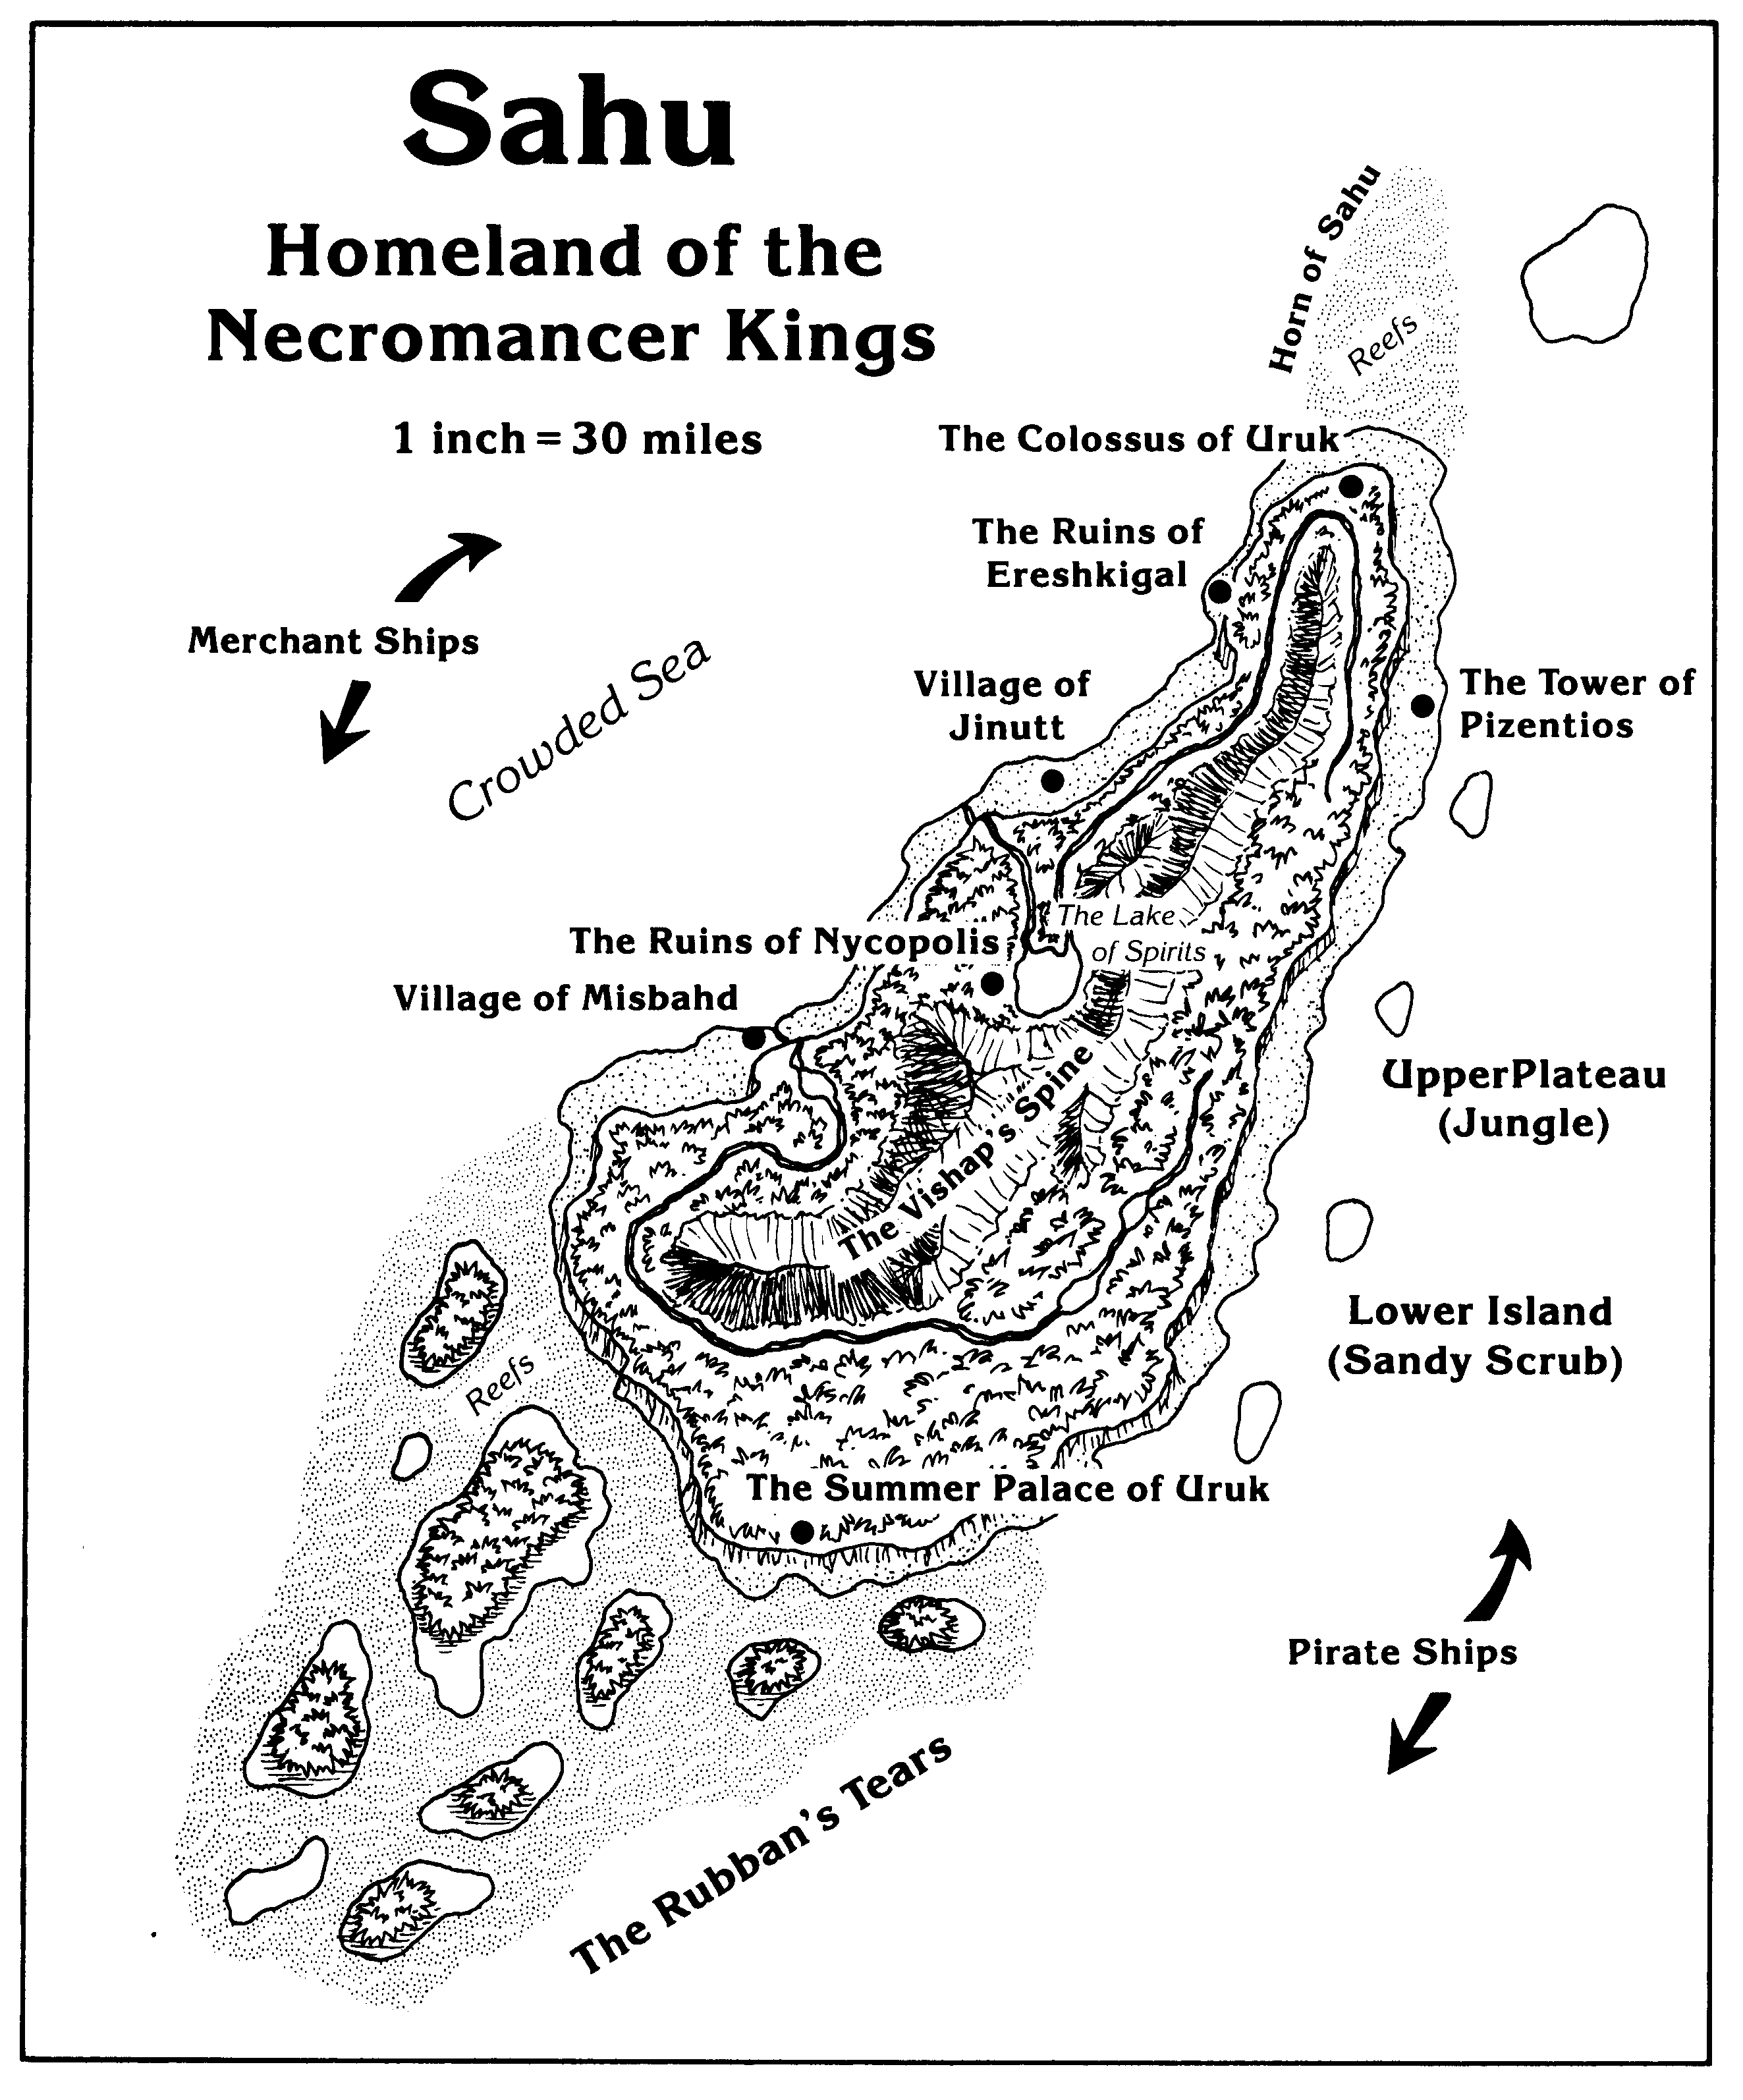 Sahu
Homeland of the
Necromancer Kings
1 inch = 30 miles
Horn of Sahu
Reefs
The Colossus of Uruk
The Ruins of
Ereshkigal
Merchant Ships
Crowded Sea
Village of
Jinutt
The Tower of
Pizentios
The Lake
of Spirits
The Ruins of Nycopolis
Village of Misbahd
The Vishap's Spine
Upper Plateau
(Jungle)
Lower Island
(Sandy Scrub)
Reefs
The Summer Palace of Uruk
Pirate Ships
The Rubban's Tears